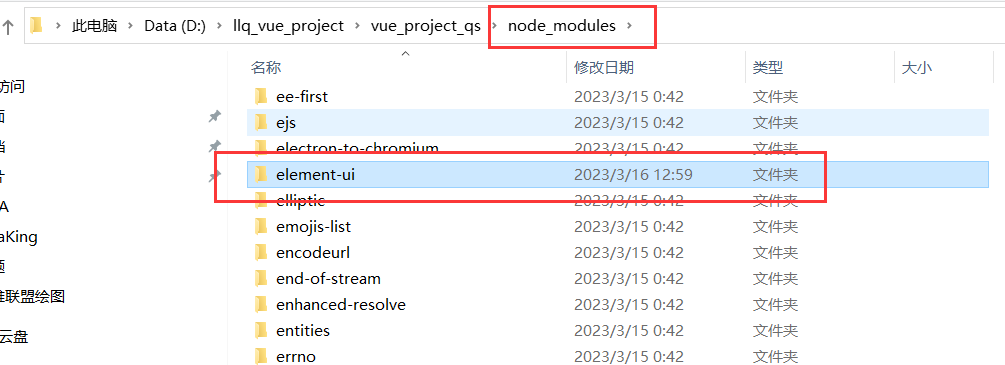 此电脑 > Data (D:) > llq_vue_project > vue_project_qs > node_modules >
名称 修改日期 类型 大小
访问
ee-first 2023/3/15 0:42 文件夹
ejs 2023/3/15 0:42 文件夹
electron-to-chromium 2023/3/15 0:42 文件夹
element-ui 2023/3/16 12:59 文件夹
elliptic 2023/3/15 0:42 文件夹
A
emojis-list 2023/3/15 0:42 文件夹
aKing
encodeurl 2023/3/15 0:42 文件夹
end-of-stream 2023/3/15 0:42 文件夹
联盟绘图
enhanced-resolve 2023/3/15 0:42 文件夹
云盘
entities 2023/3/15 0:42 文件夹
errno 2023/3/15 0:42 文件夹